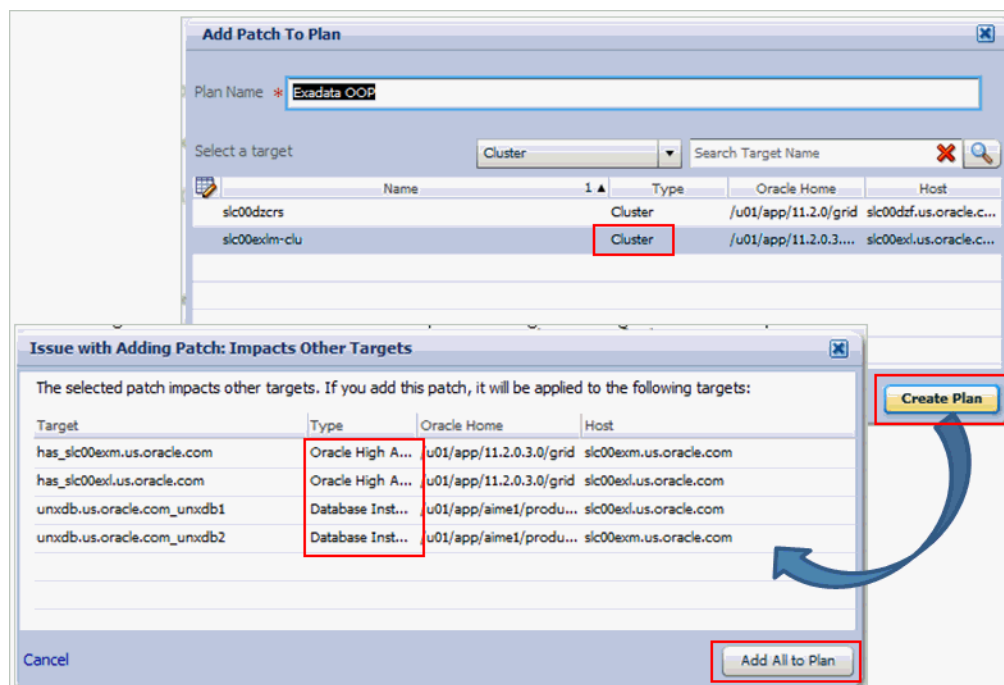 Add Patch To Plan
Plan Name * Exadata OOP
Select a target Cluster Search Target Name
Name 1 Type Oracle Home Host
slc00dzcrs Cluster /u01/app/11.2.0/grid slc00dzf.us.oracle.c...
slc00exlm-clu Cluster /u01/app/11.2.0.3.... slc00exl.us.oracle.c...
Create Plan
Issue with Adding Patch: Impacts Other Targets
The selected patch impacts other targets. If you add this patch, it will be applied to the following targets:
Target Type Oracle Home Host
has_slc00exm.us.oracle.com Oracle High A... /u01/app/11.2.0.3.0/grid slc00exm.us.oracle.com
has_slc00exl.us.oracle.com Oracle High A... /u01/app/11.2.0.3.0/grid slc00exl.us.oracle.com
unxdb.us.oracle.com_unxdb1 Database Inst... /u01/app/aime1/produ... slc00exl.us.oracle.com
unxdb.us.oracle.com_unxdb2 Database Inst... /u01/app/aime1/produ... slc00exm.us.oracle.com
Cancel Add All to Plan